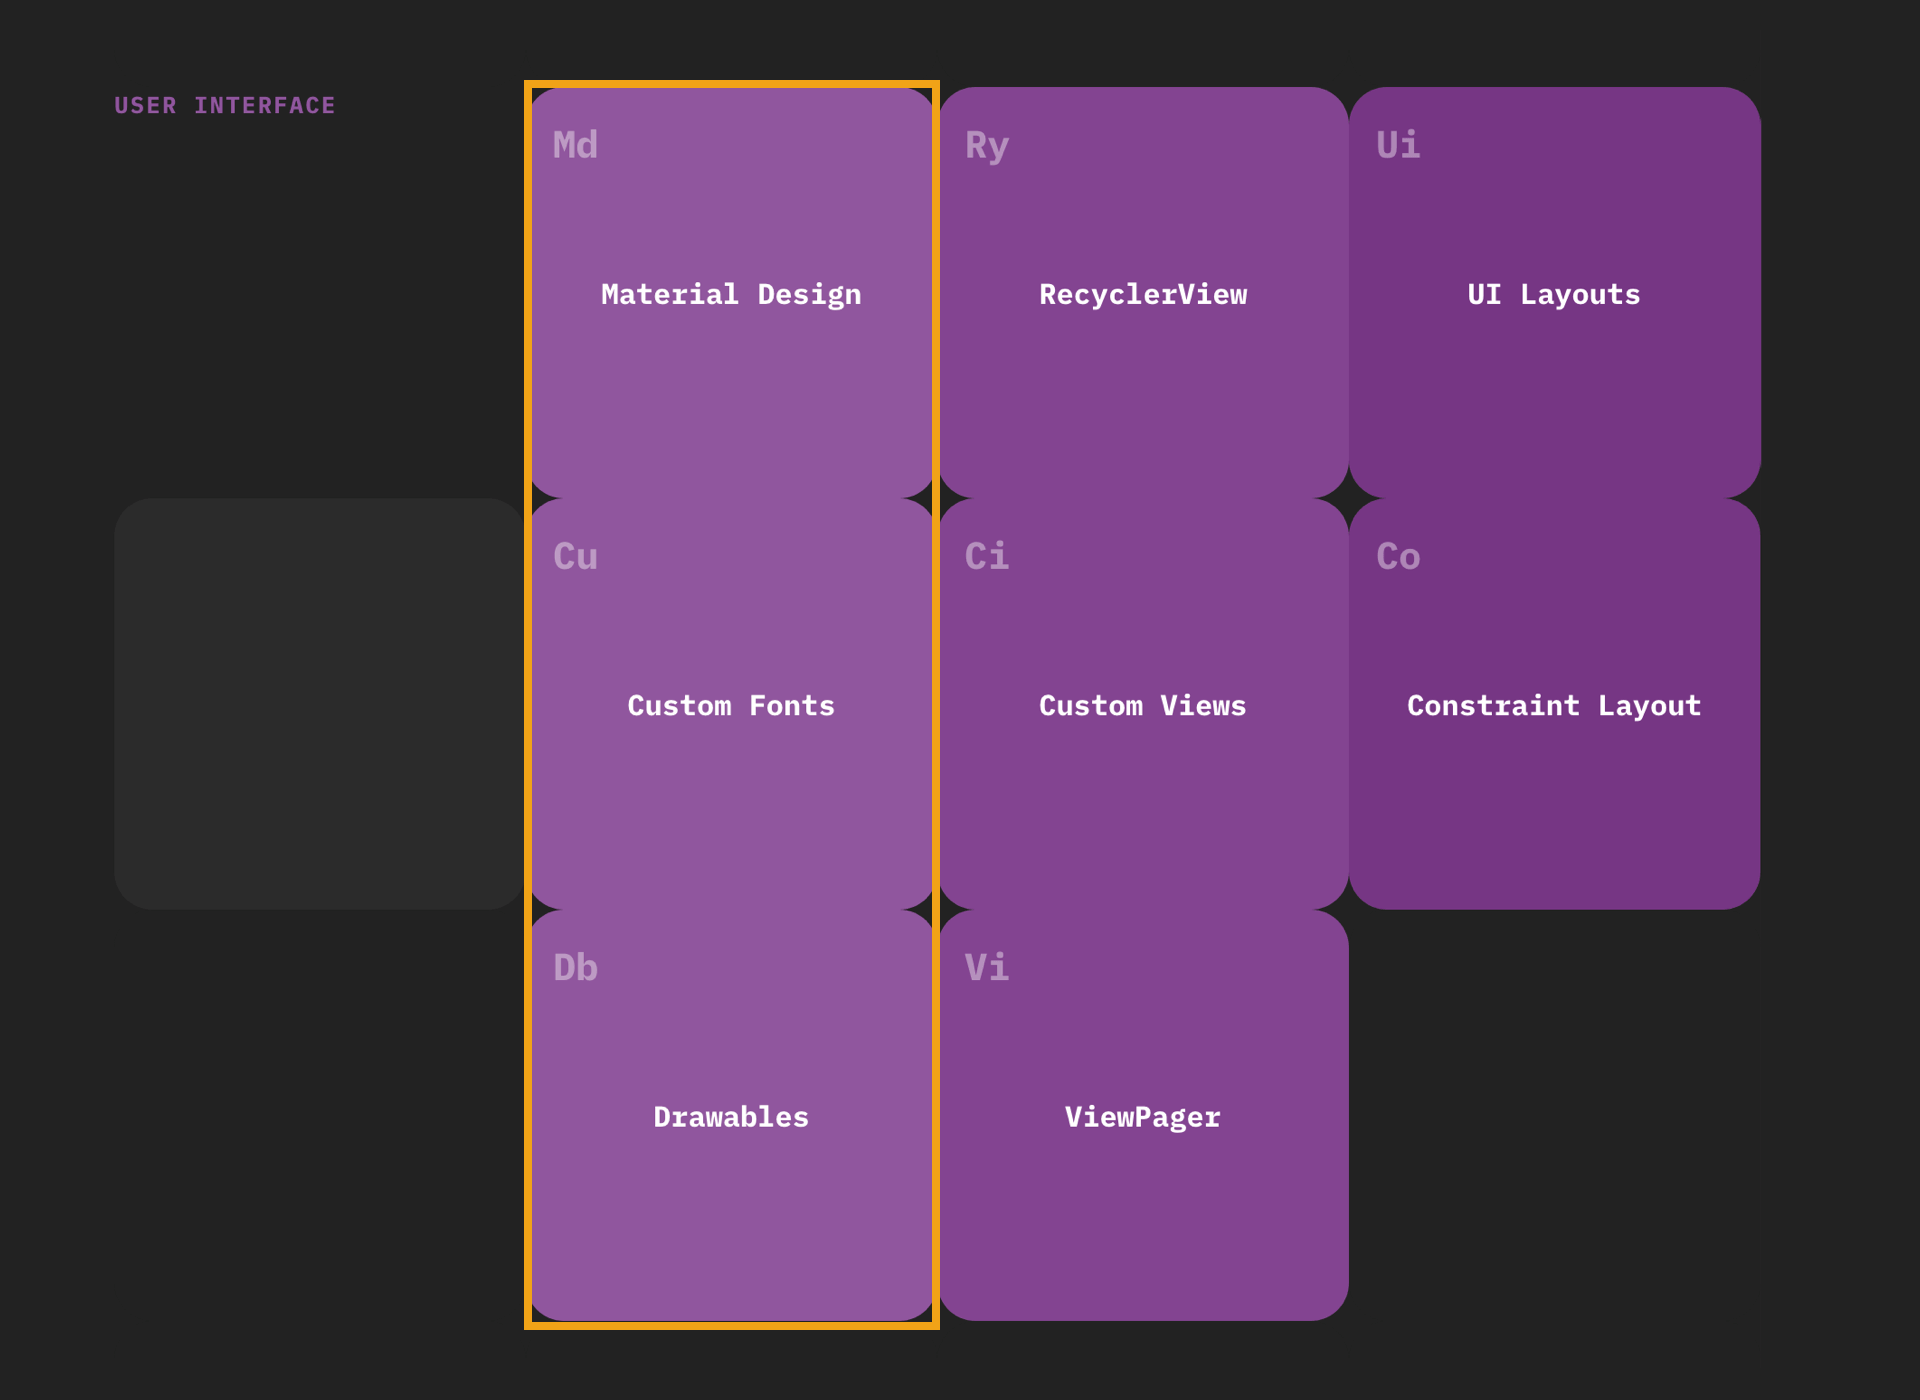 USER INTERFACE
Md
Material Design
Ry
RecyclerView
Ui
UI Layouts
Cu
Custom Fonts
Ci
Custom Views
Co
Constraint Layout
Db
Drawables
Vi
ViewPager